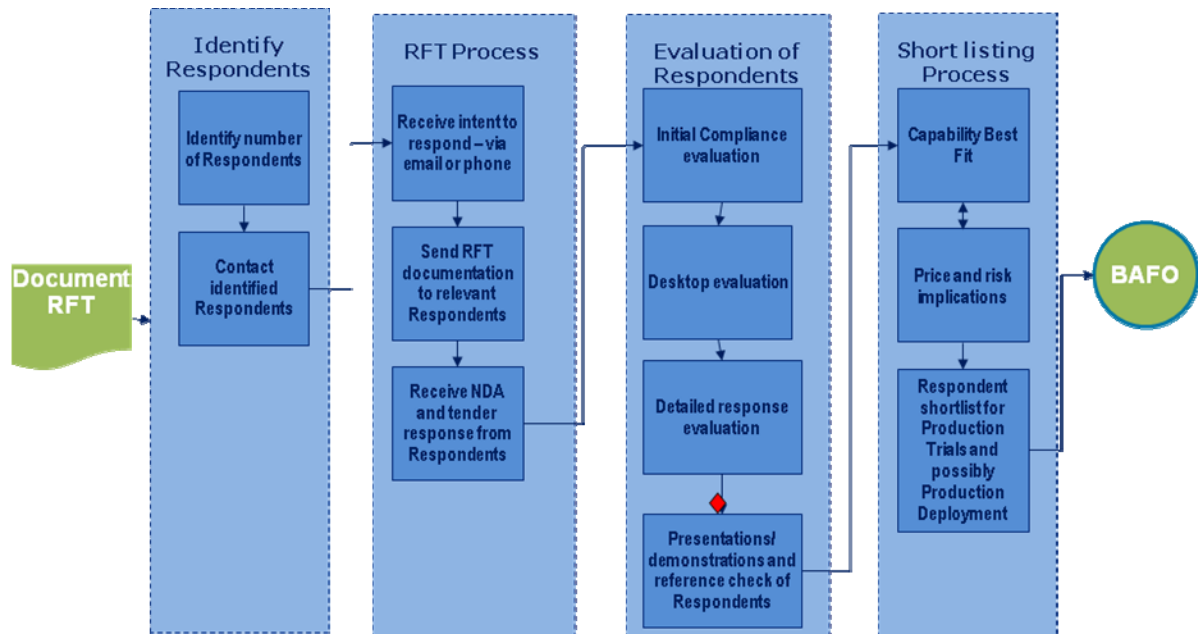 Document
RFT
Identify
Respondents
Identify number
of Respondents
Contact
identified
Respondents
RFT Process
Receive intent to
respond – via
email or phone
Send RFT
documentation
to relevant
Respondents
Receive NDA
and tender
response from
Respondents
Evaluation of
Respondents
Initial Compliance
evaluation
Desktop evaluation
Detailed response
evaluation
Presentations/
demonstrations and
reference check of
Respondents
Short listing
Process
Capability Best
Fit
Price and risk
implications
Respondent
shortlist for
Production
Trials and
possibly
Production
Deployment
BAFO